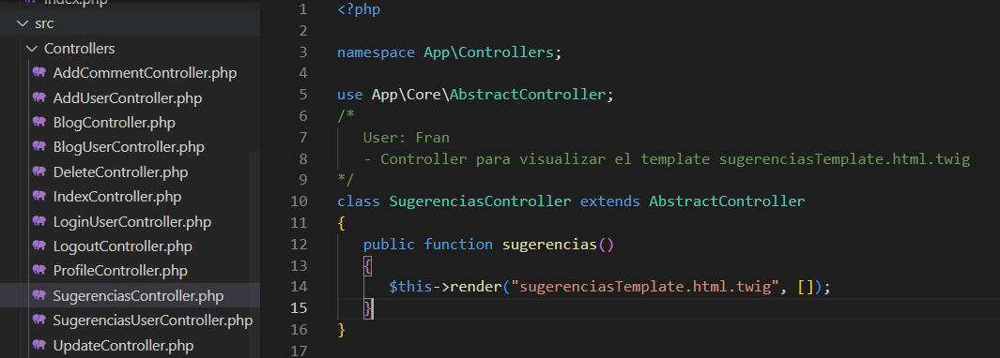 index.php
src
Controllers
AddCommentController.php
AddUserController.php
BlogController.php
BlogUserController.php
DeleteController.php
IndexController.php
LoginUserController.php
LogoutController.php
ProfileController.php
SugerenciasController.php
SugerenciasUserController.php
UpdateController.php
1 <?php
2
3 namespace App\Controllers;
4
5 use App\Core\AbstractController;
6 /*
7 User: Fran
8 - Controller para visualizar el template sugerenciasTemplate.html.twig
9 */
10 class SugerenciasController extends AbstractController
11 {
12 public function sugerencias()
13 {
14 $this->render("sugerenciasTemplate.html.twig", []);
15 }
16 }
17